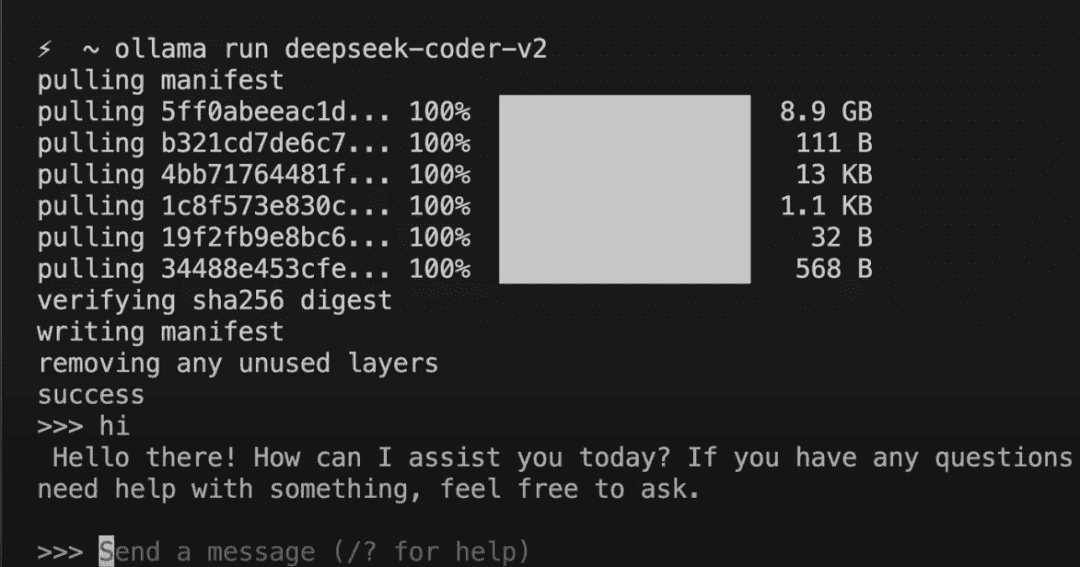 ⚡ ~ ollama run deepseek-coder-v2
pulling manifest
pulling 5ff0abeeac1d... 100% 8.9 GB
pulling b321cd7de6c7... 100% 111 B
pulling 4bb71764481f... 100% 13 KB
pulling 1c8f573e830c... 100% 1.1 KB
pulling 19f2fb9e8bc6... 100% 32 B
pulling 34488e453cfe... 100% 568 B
verifying sha256 digest
writing manifest
removing any unused layers
success
>>> hi
Hello there! How can I assist you today? If you have any questions
need help with something, feel free to ask.
>>> Send a message (/? for help)